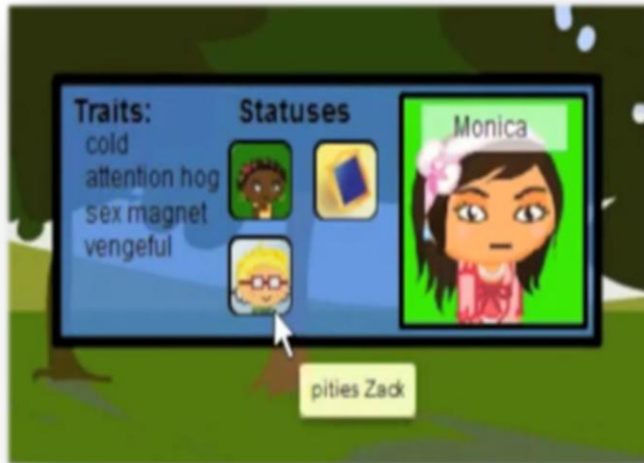 Traits:
cold
attention hog
sex magnet
vengeful
Statuses
Monica
pities Zack